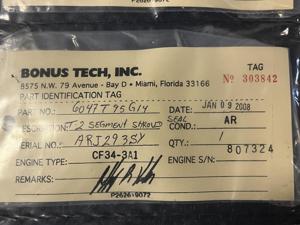 BONUS TECH, INC.
8575 N.W. 79 Avenue - Bay D • Miami, Florida 33166
TAG
PART IDENTIFICATION TAG
Nº 303842
PART NO.: 6047T95G14
DATE: JAN 09 2008
DESCRIPTION: T-2 SEGMENT SHROUD
SEAL
COND.: AR
SERIAL NO.: ARJ293SX
QTY.: 1
807324
ENGINE TYPE: CF34-3A1
ENGINE S/N:
REMARKS:
P2626-9072